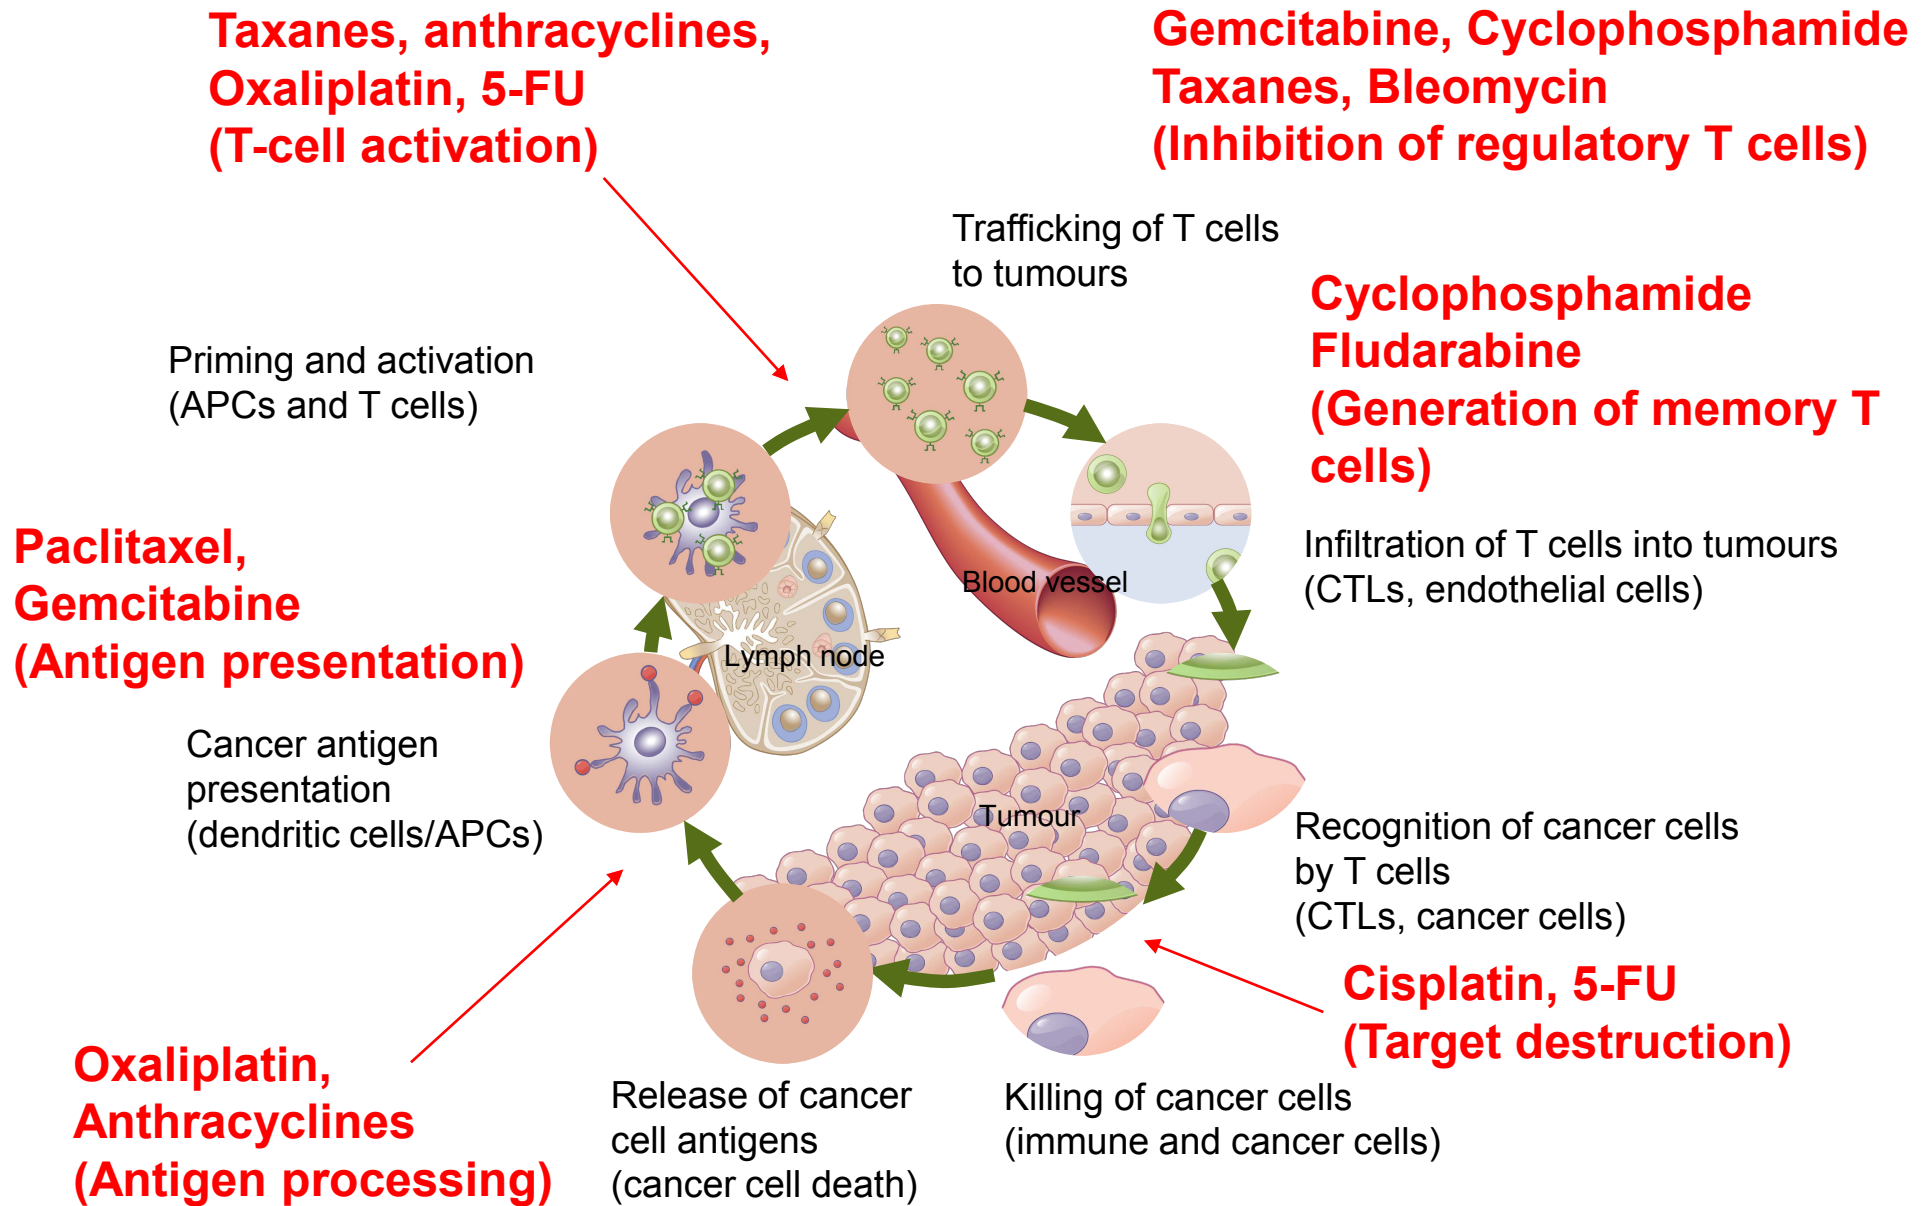 Taxanes, anthracyclines,
Oxaliplatin, 5-FU
(T-cell activation)
Gemcitabine, Cyclophosphamide
Taxanes, Bleomycin
(Inhibition of regulatory T cells)
Trafficking of T cells
to tumours
Cyclophosphamide
Fludarabine
(Generation of memory T
cells)
Priming and activation
(APCs and T cells)
Paclitaxel,
Gemcitabine
(Antigen presentation)
Infiltration of T cells into tumours
(CTLs, endothelial cells)
Blood vessel
Lymph node
Cancer antigen
presentation
(dendritic cells/APCs)
Tumour
Recognition of cancer cells
by T cells
(CTLs, cancer cells)
Cisplatin, 5-FU
(Target destruction)
Oxaliplatin,
Anthracyclines
(Antigen processing)
Release of cancer
cell antigens
(cancer cell death)
Killing of cancer cells
(immune and cancer cells)